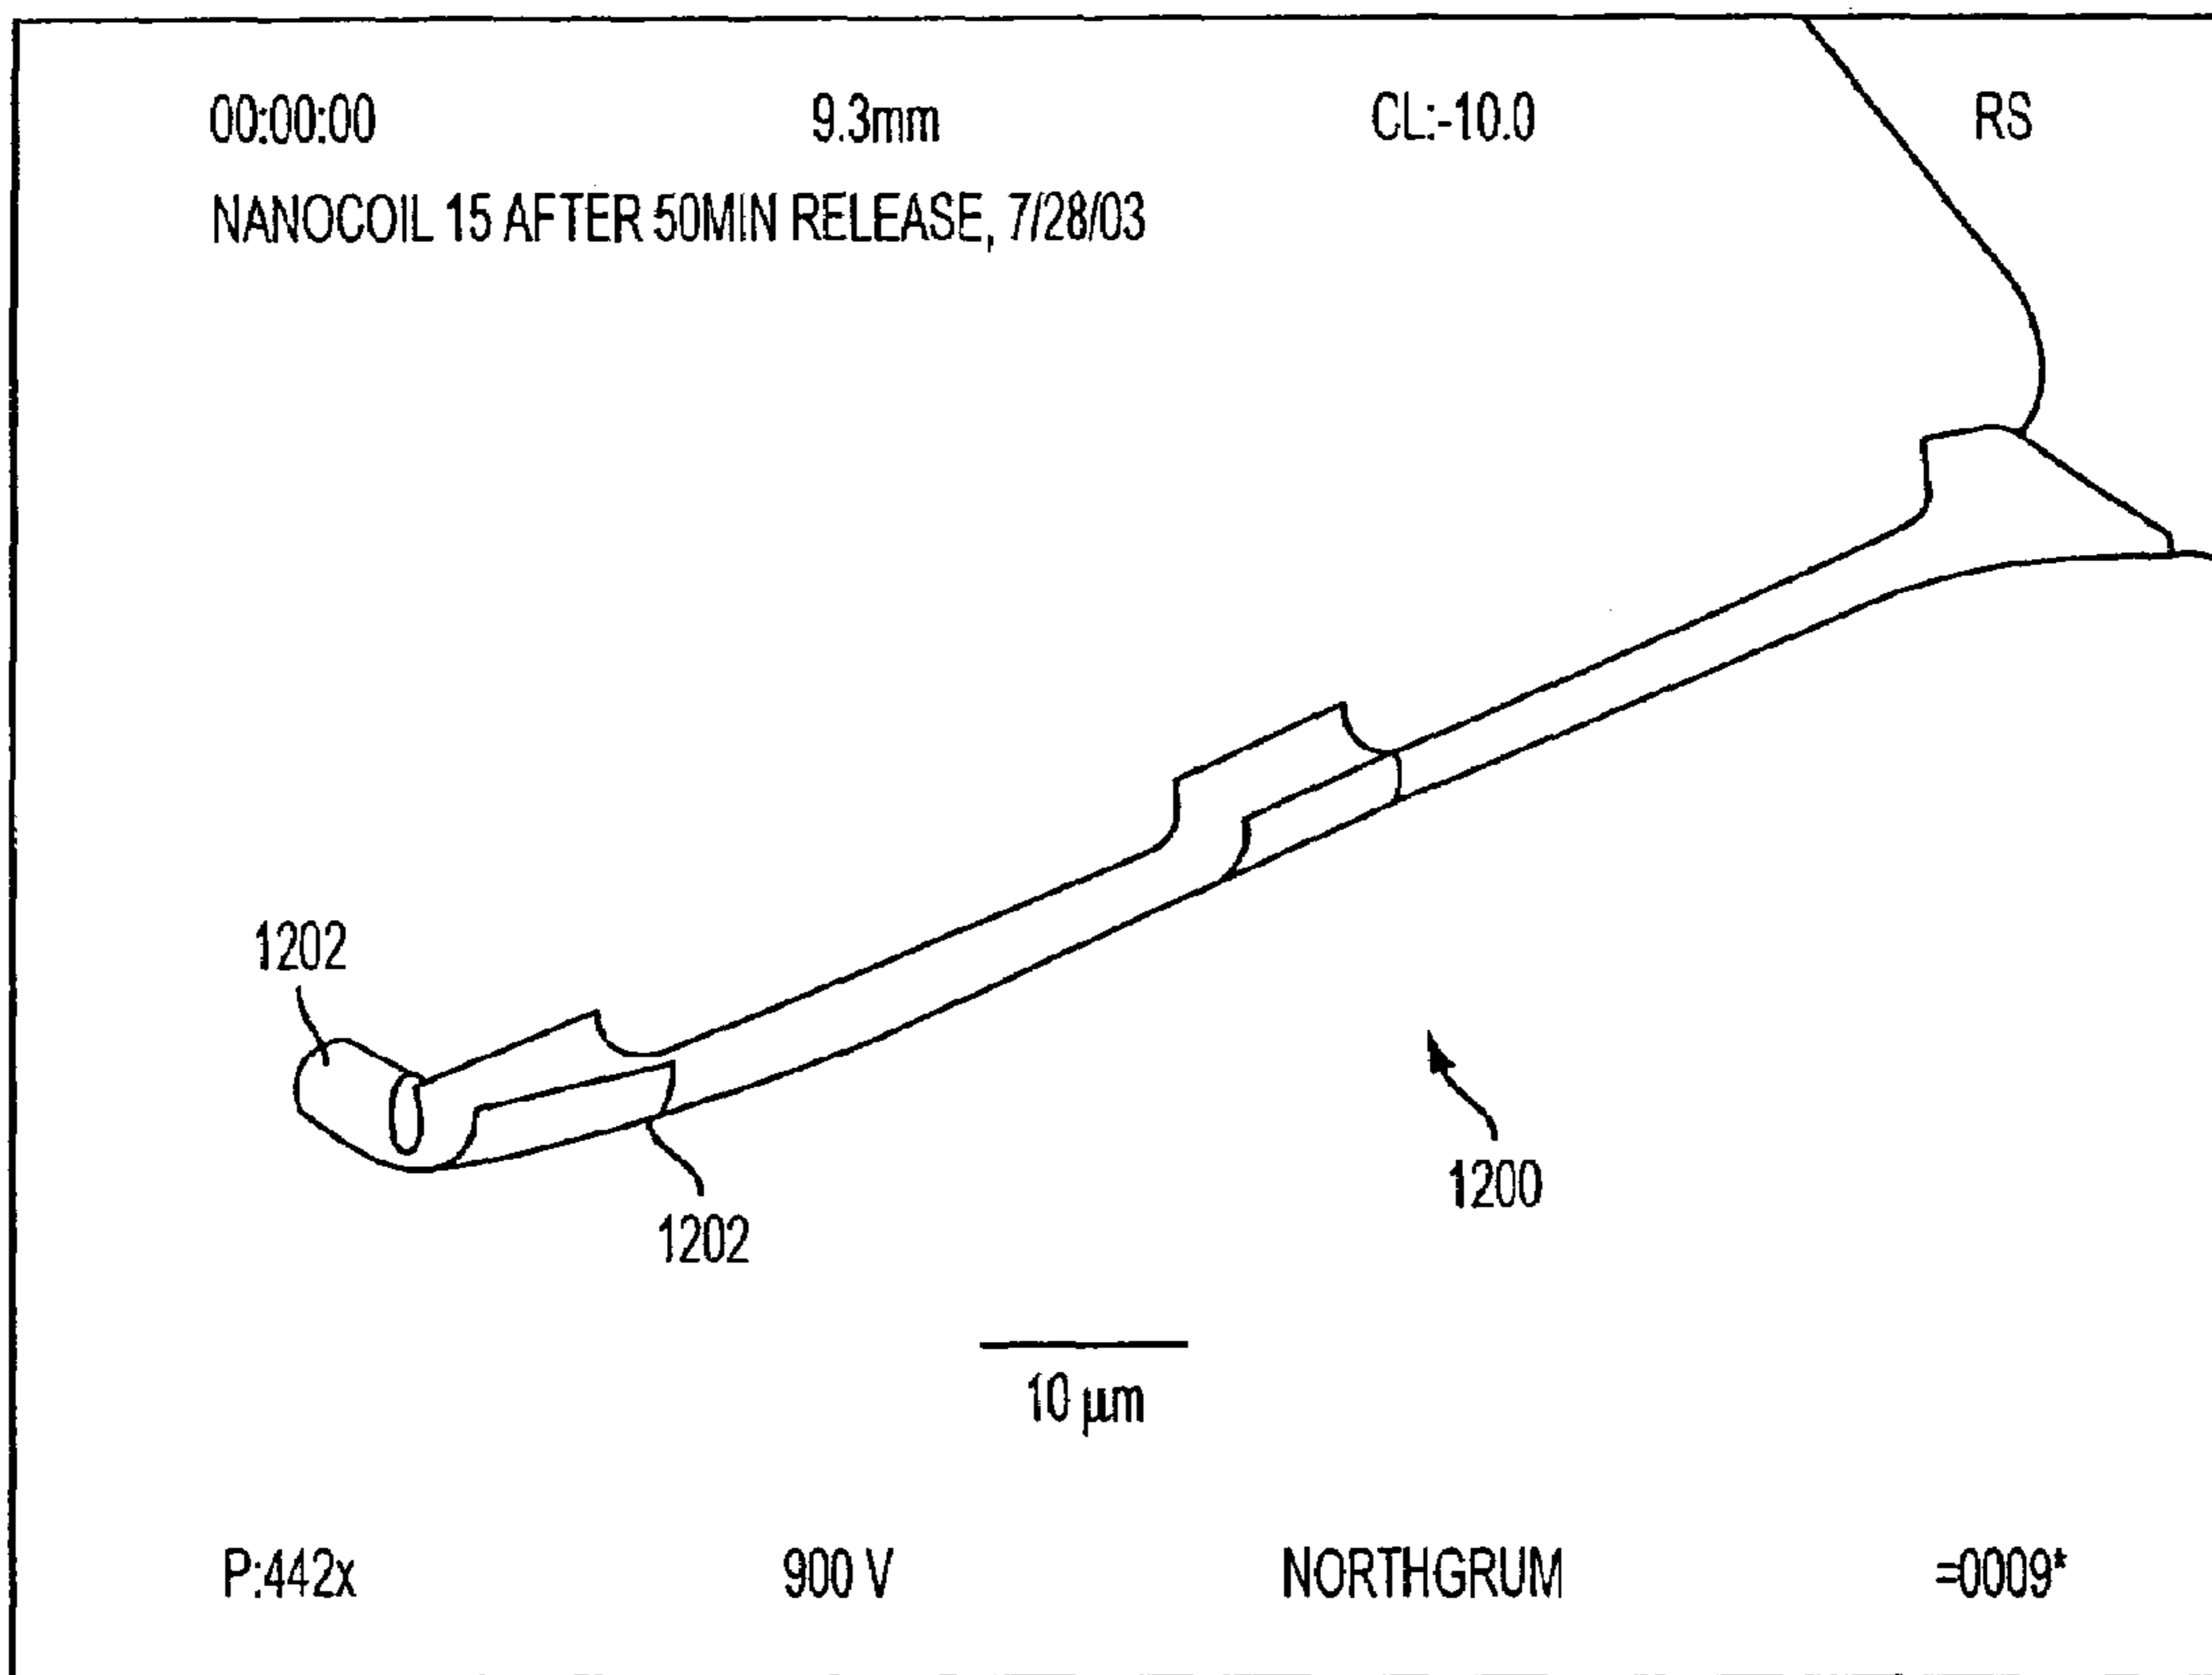 00:00:00 9.3mm CL:-10.0 RS
NANOCOIL 15 AFTER 50MIN RELEASE, 7/28/03
1202
1202
1200
10 µm
P:442x 900 V NORTHGRUM =0009*